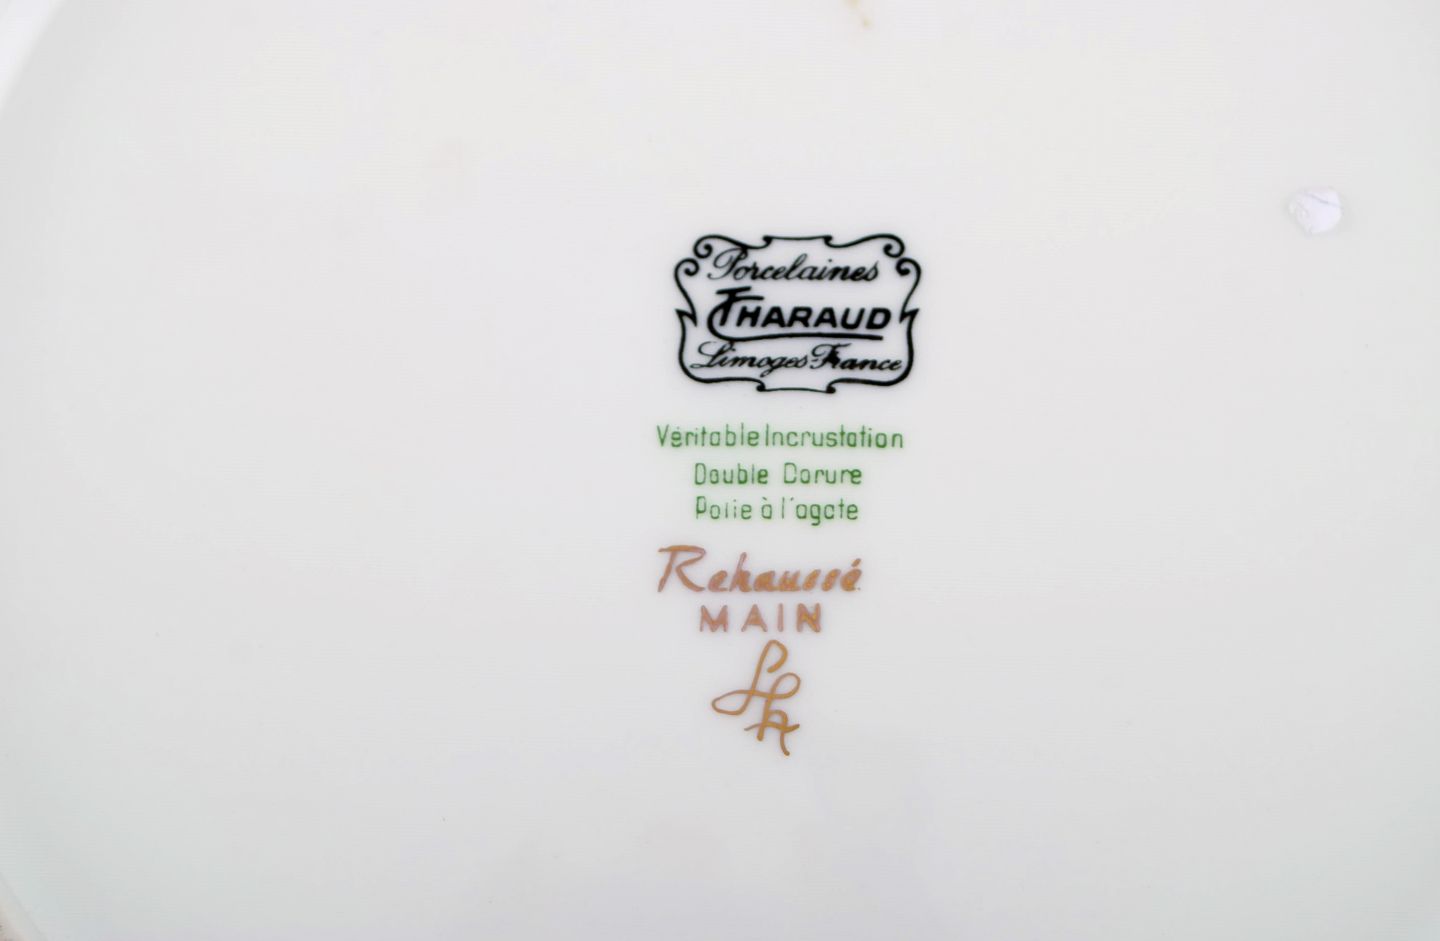 Porcelaines
THARAUD
Limoges-France
Véritable Incrustation
Double Dorure
Polie à l'agate
Rehaussé
MAIN